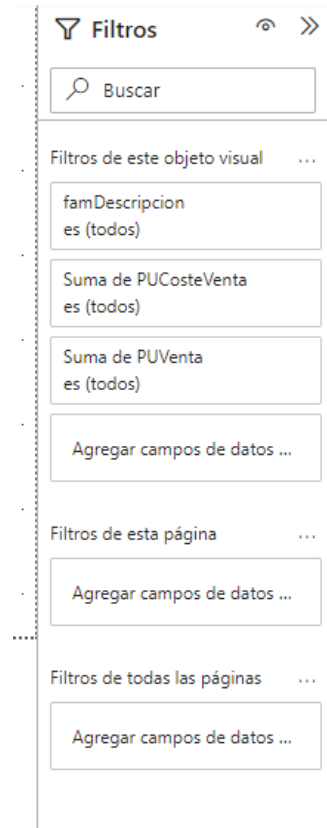 Filtros
Buscar
Filtros de este objeto visual ...
famDescripcion
es (todos)
Suma de PUCosteVenta
es (todos)
Suma de PUVenta
es (todos)
Agregar campos de datos ...
Filtros de esta página ...
Agregar campos de datos ...
Filtros de todas las páginas ...
Agregar campos de datos ...